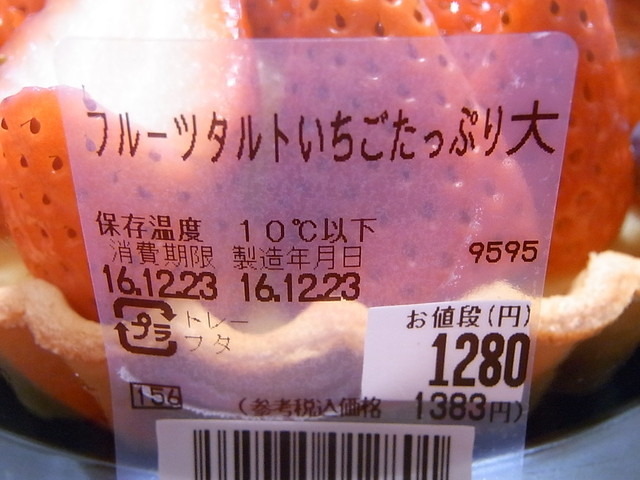 フルーツタルトいちごたっぷり大
保存温度 10℃以下
消費期限 製造年月日 9595
16.12.23 16.12.23
プラ トレー
フタ
お値段(円)
1280
156 (参考税込価格 1383円)